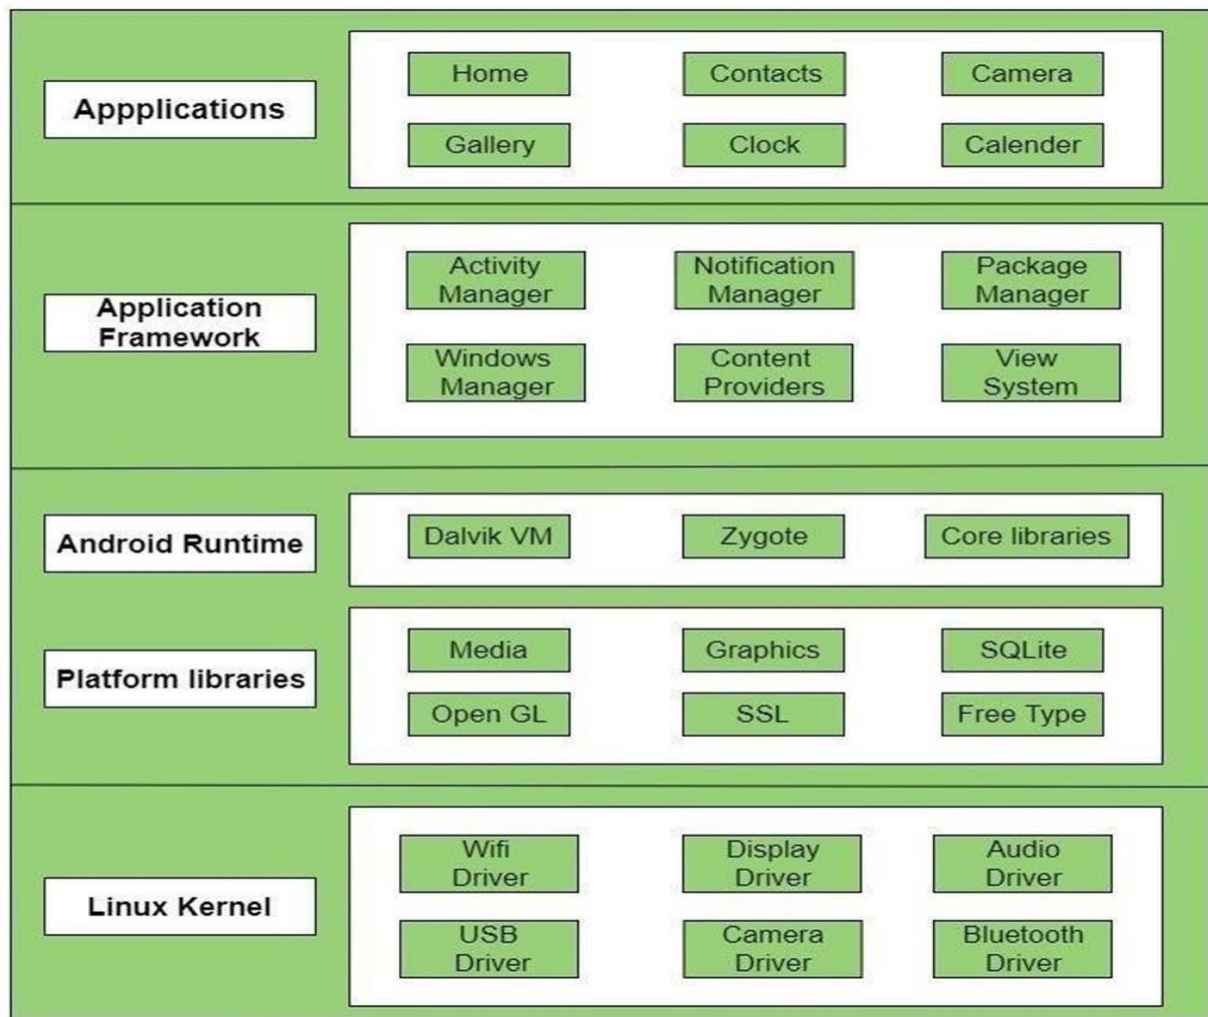 Appplications
Home
Contacts
Camera
Gallery
Clock
Calender
Application
Framework
Activity
Manager
Notification
Manager
Package
Manager
Windows
Manager
Content
Providers
View
System
Android Runtime
Dalvik VM
Zygote
Core libraries
Platform libraries
Media
Graphics
SQLite
Open GL
SSL
Free Type
Linux Kernel
Wifi
Driver
Display
Driver
Audio
Driver
USB
Driver
Camera
Driver
Bluetooth
Driver